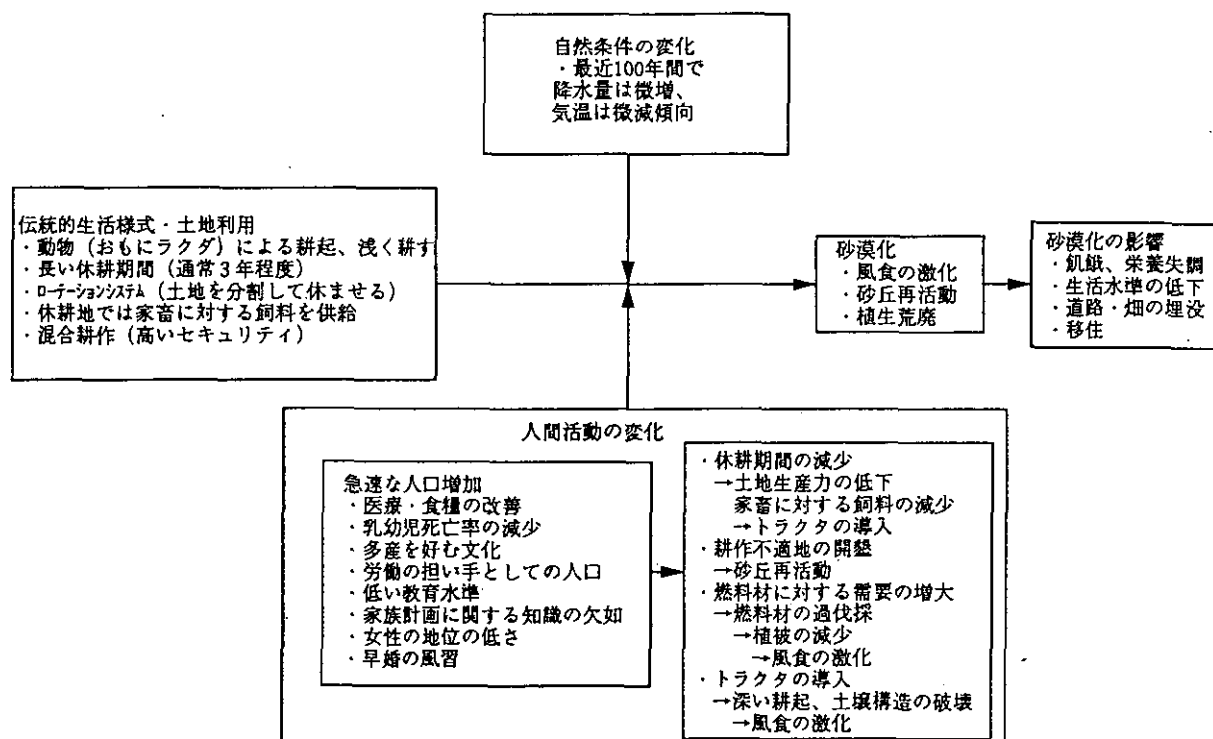 自然条件の変化
・最近100年間で
降水量は微増、
気温は微減傾向
伝統的生活様式・土地利用
・動物（おもにラクダ）による耕起、浅く耕す
・長い休耕期間（通常３年程度）
・ﾛｰﾃｰｼｮﾝｼｽﾃﾑ（土地を分割して休ませる）
・休耕地では家畜に対する飼料を供給
・混合耕作（高いセキュリティ）
砂漠化
・風食の激化
・砂丘再活動
・植生荒廃
砂漠化の影響
・飢餓、栄養失調
・生活水準の低下
・道路・畑の埋没
・移住
人間活動の変化
急速な人口増加
・医療・食糧の改善
・乳幼児死亡率の減少
・多産を好む文化
・労働の担い手としての人口
・低い教育水準
・家族計画に関する知識の欠如
・女性の地位の低さ
・早婚の風習
・休耕期間の減少
→土地生産力の低下
家畜に対する飼料の減少
→トラクタの導入
・耕作不適地の開墾
→砂丘再活動
・燃料材に対する需要の増大
→燃料材の過伐採
→植被の減少
→風食の激化
・トラクタの導入
→深い耕起、土壌構造の破壊
→風食の激化